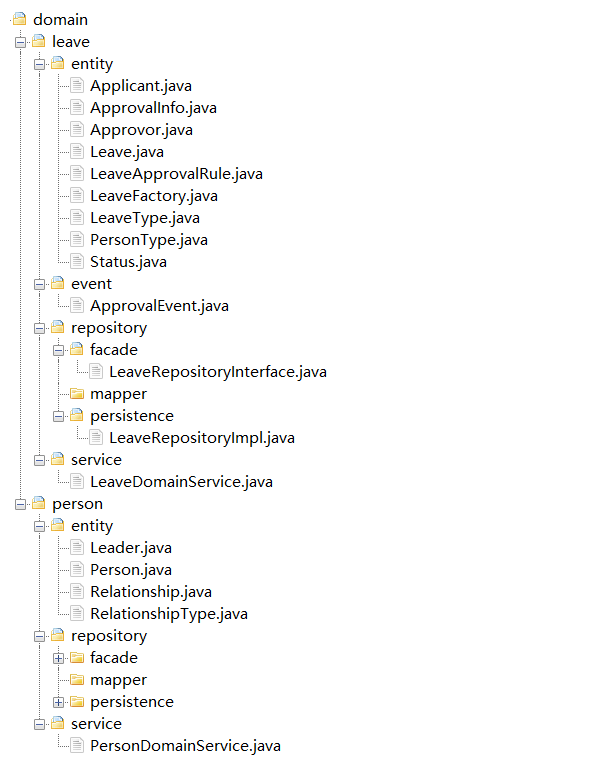 domain
leave
entity
Applicant.java
ApprovalInfo.java
Approvor.java
Leave.java
LeaveApprovalRule.java
LeaveFactory.java
LeaveType.java
PersonType.java
Status.java
event
ApprovalEvent.java
repository
facade
LeaveRepositoryInterface.java
mapper
persistence
LeaveRepositoryImpl.java
service
LeaveDomainService.java
person
entity
Leader.java
Person.java
Relationship.java
RelationshipType.java
repository
facade
mapper
persistence
service
PersonDomainService.java